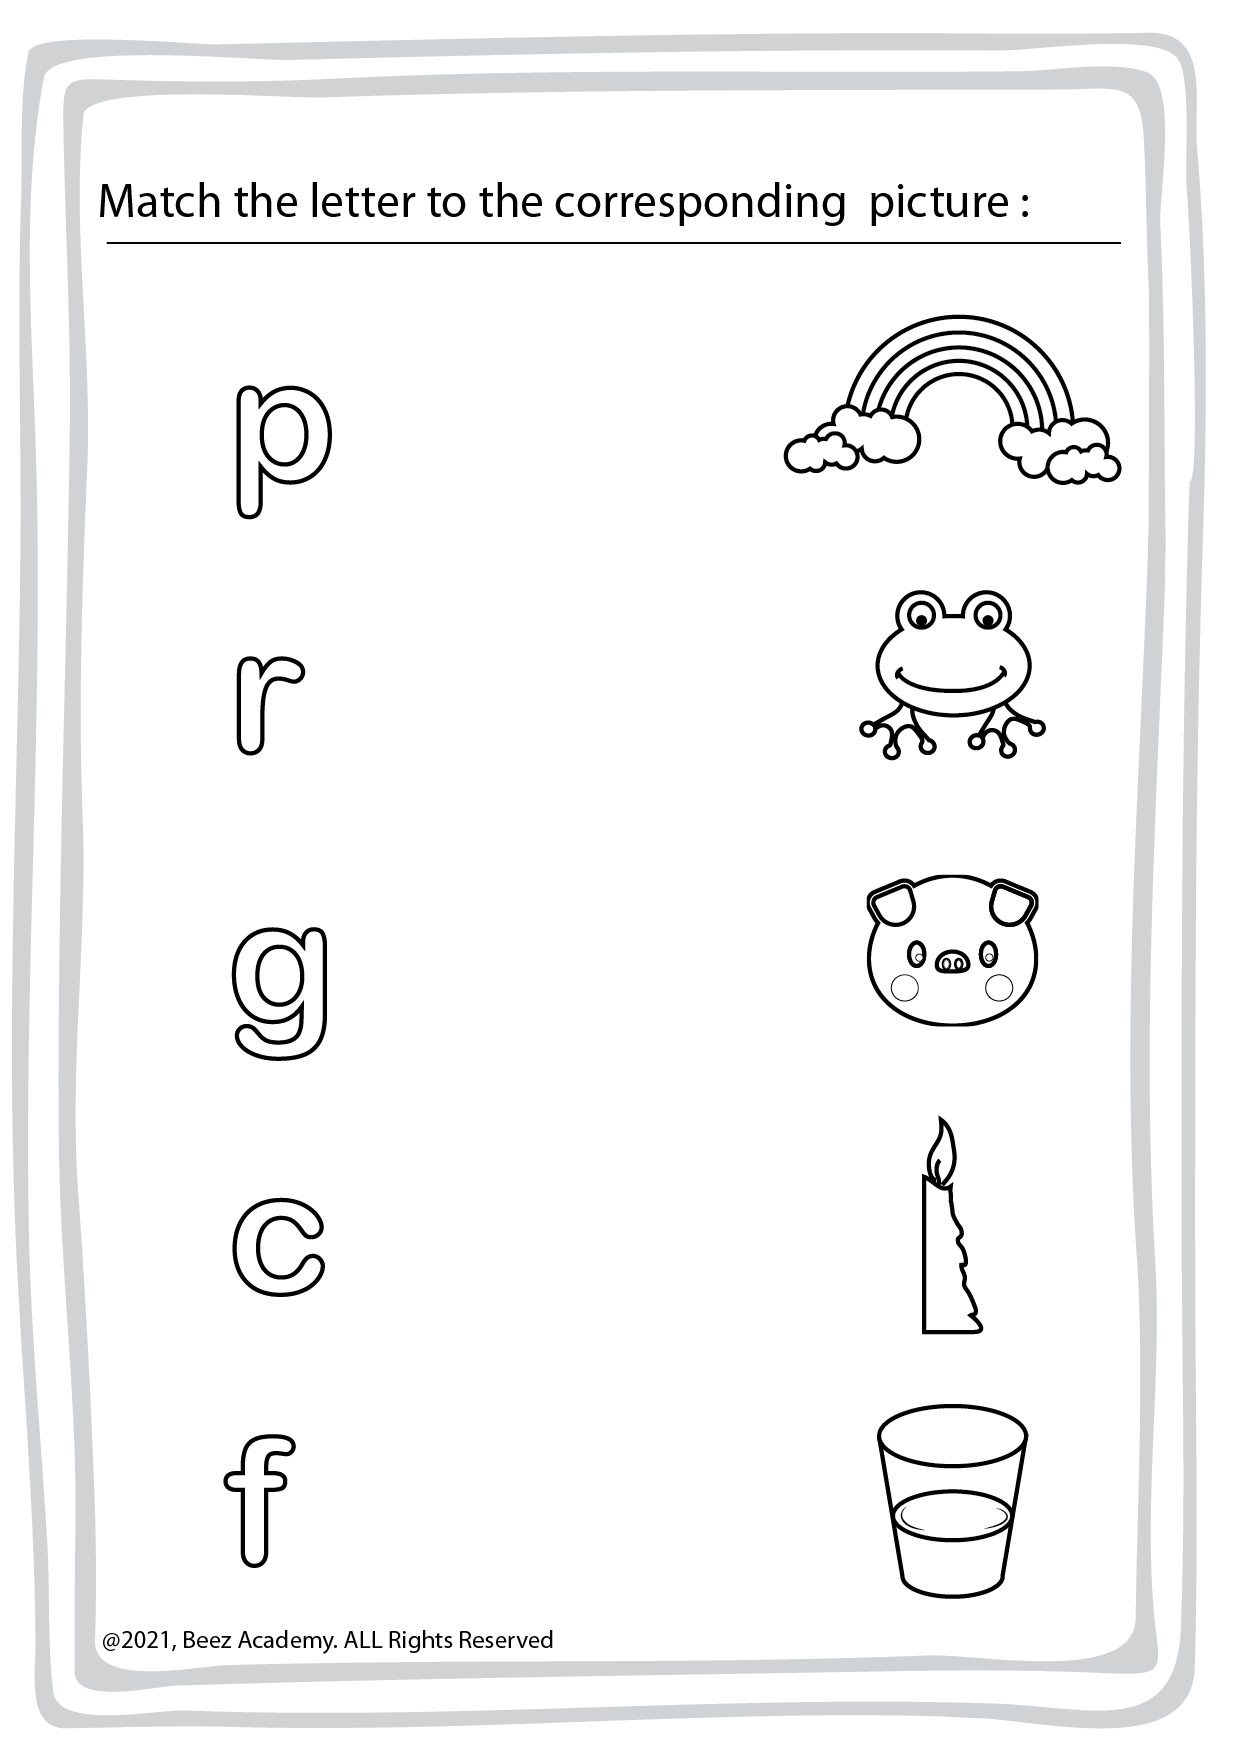 Match the letter to the corresponding  picture :
p
r
g
c
f
@2021, Beez Academy. ALL Rights Reserved